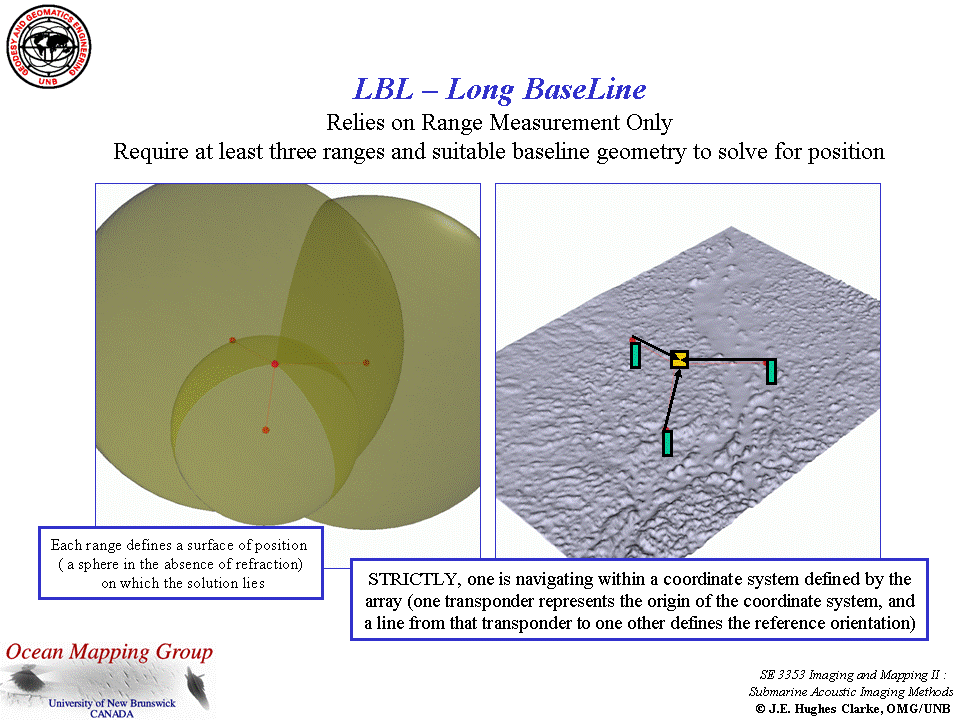 GEODESY AND GEOMATICS ENGINEERING
UNB
LBL – Long BaseLine
Relies on Range Measurement Only
Require at least three ranges and suitable baseline geometry to solve for position
Each range defines a surface of position
( a sphere in the absence of refraction)
on which the solution lies
STRICTLY, one is navigating within a coordinate system defined by the
array (one transponder represents the origin of the coordinate system, and
a line from that transponder to one other defines the reference orientation)
Ocean Mapping Group
University of New Brunswick
CANADA
SE 3353 Imaging and Mapping II :
Submarine Acoustic Imaging Methods
© J.E. Hughes Clarke, OMG/UNB